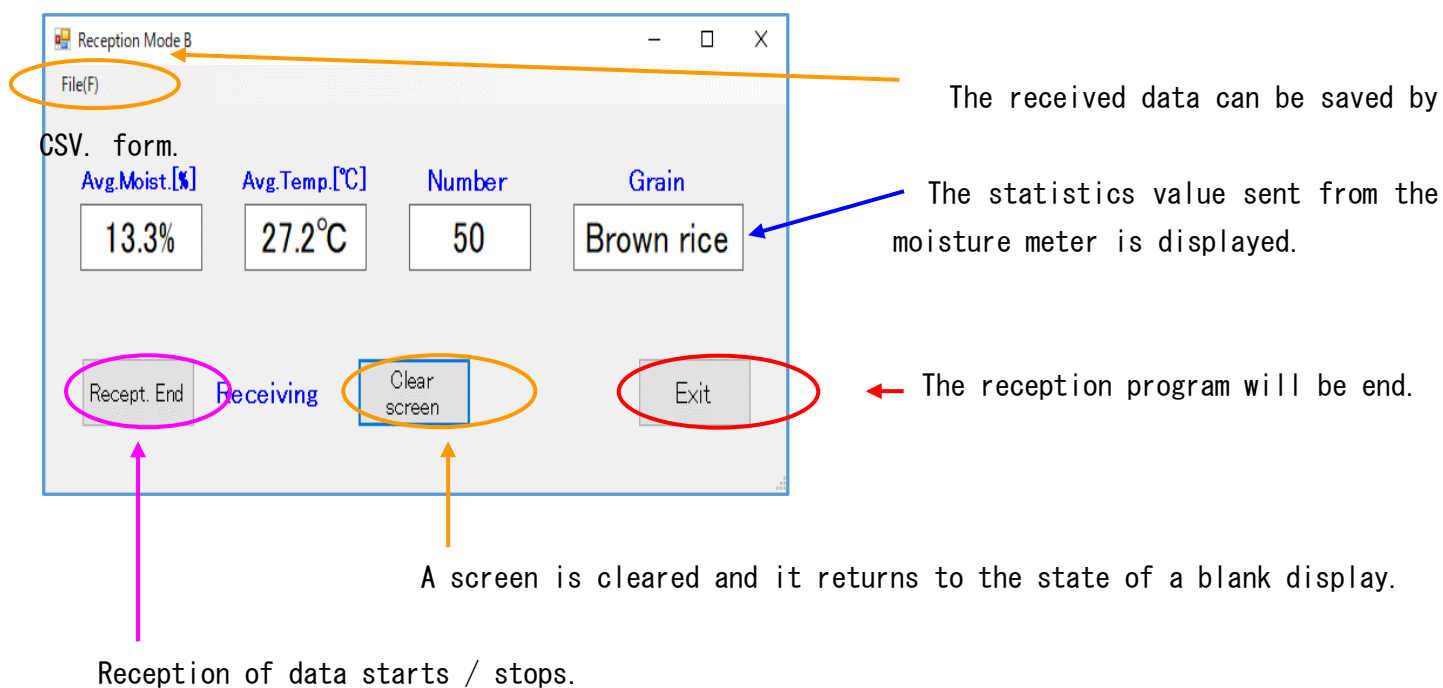 Reception Mode B
File(F)
The received data can be saved by
CSV. form.
Avg.Moist.[%] Avg.Temp.[℃] Number Grain
13.3% 27.2℃ 50 Brown rice
The statistics value sent from the
moisture meter is displayed.
Recept. End Receiving Clear
screen
Exit
The reception program will be end.
A screen is cleared and it returns to the state of a blank display.
Reception of data starts / stops.